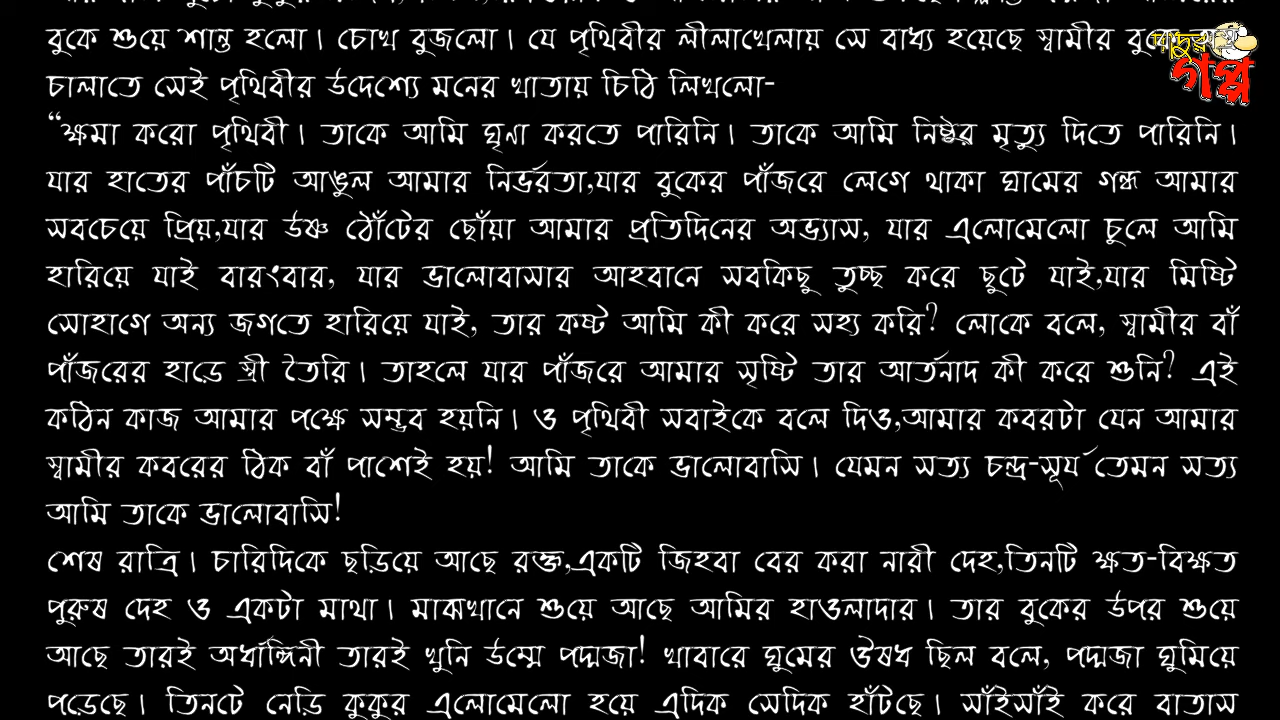 বুকে শুয়ে শান্ত হলো। চোখ বুজলো। যে পৃথিবীর লীলাখেলায় সে বাধ্য হয়েছে স্বামীর
চালাতে সেই পৃথিবীর উদেশ্যে মনের খাতায় চিঠি লিখলো-
“ক্ষমা করো পৃথিবী। তাকে আমি ঘৃনা করতে পারিনি। তাকে আমি নিষ্ঠুর মৃত্যু দিতে পারিনি।
যার হাতের পাঁচটি আঙুল আমার নির্ভরতা,যার বুকের পাঁজরে লেগে থাকা ঘামের গন্ধ আমার
সবচেয়ে প্রিয়,যার উষ্ণ ঠোঁটের ছোঁয়া আমার প্রতিদিনের অভ্যাস, যার এলোমেলো চুলে আমি
হারিয়ে যাই বারংবার, যার ভালোবাসার আহবানে সবকিছু তুচ্ছ করে ছুটে যাই,যার মিষ্টি
সোহাগে অন্য জগতে হারিয়ে যাই, তার কষ্ট আমি কী করে সহ্য করি? লোকে বলে, স্বামীর বাঁ
পাঁজরের হাড়ে স্ত্রী তৈরি। তাহলে যার পাঁজরে আমার সৃষ্টি তার আর্তনাদ কী করে শুনি? এই
কঠিন কাজ আমার পক্ষে সম্ভব হয়নি। ও পৃথিবী সবাইকে বলে দিও,আমার কবরটা যেন আমার
স্বামীর কবরের ঠিক বাঁ পাশেই হয়! আমি তাকে ভালোবাসি। যেমন সত্য চন্দ্র-সূর্য তেমন সত্য
আমি তাকে ভালোবাসি!
শেষ রাত্রি। চারিদিকে ছড়িয়ে আছে রক্ত,একটি জিহবা বের করা নারী দেহ,তিনটি ক্ষত-বিক্ষত
পুরুষ দেহ ও একটা মাথা। মাঝখানে শুয়ে আছে আমির হাওলাদার। তার বুকের উপর শুয়ে
আছে তারই অর্ধাঙ্গিনী তারই খুনি উম্মে পদ্মজা! খাবারে ঘুমের ঔষধ ছিল বলে, পদ্মজা ঘুমিয়ে
পড়েছে। তিনটে নেড়ি কুকুর এলোমেলো হয়ে এদিক সেদিক হাঁটছে। সাঁইসাঁই করে বাতাস
গল্প